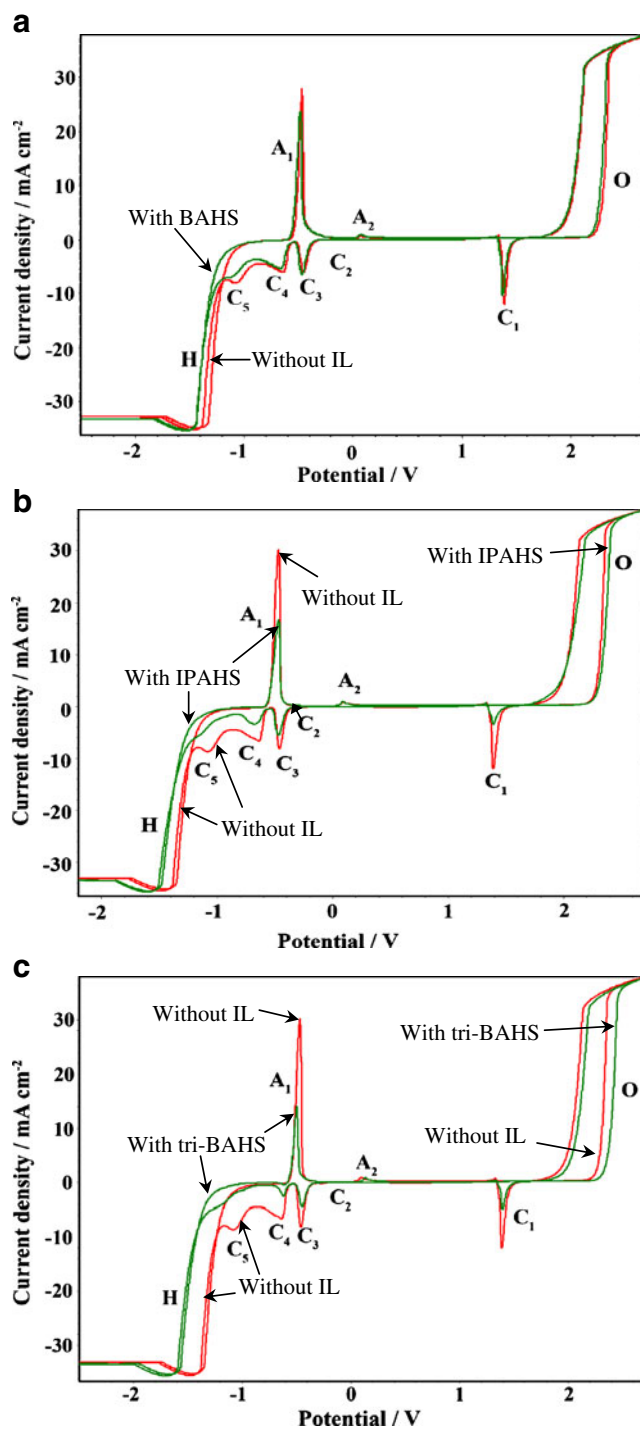 a
30
20
10
0
-10
-20
-30
Current density / mA cm-2
A1
A2
O
With BAHS
C2
C5
C4
C3
C1
H
Without IL
-2
-1
0
1
2
Potential / V
b
30
20
10
0
-10
-20
-30
Current density / mA cm-2
With IPAHS
O
Without IL
A1
With IPAHS
A2
C2
C5
C4
C3
C1
H
Without IL
-2
-1
0
1
2
Potential / V
c
30
20
10
0
-10
-20
-30
Current density / mA cm-2
Without IL
With tri-BAHS
A1
O
With tri-BAHS
Without IL
A2
C2
C5
C4
C3
C1
H
Without IL
-2
-1
0
1
2
Potential / V